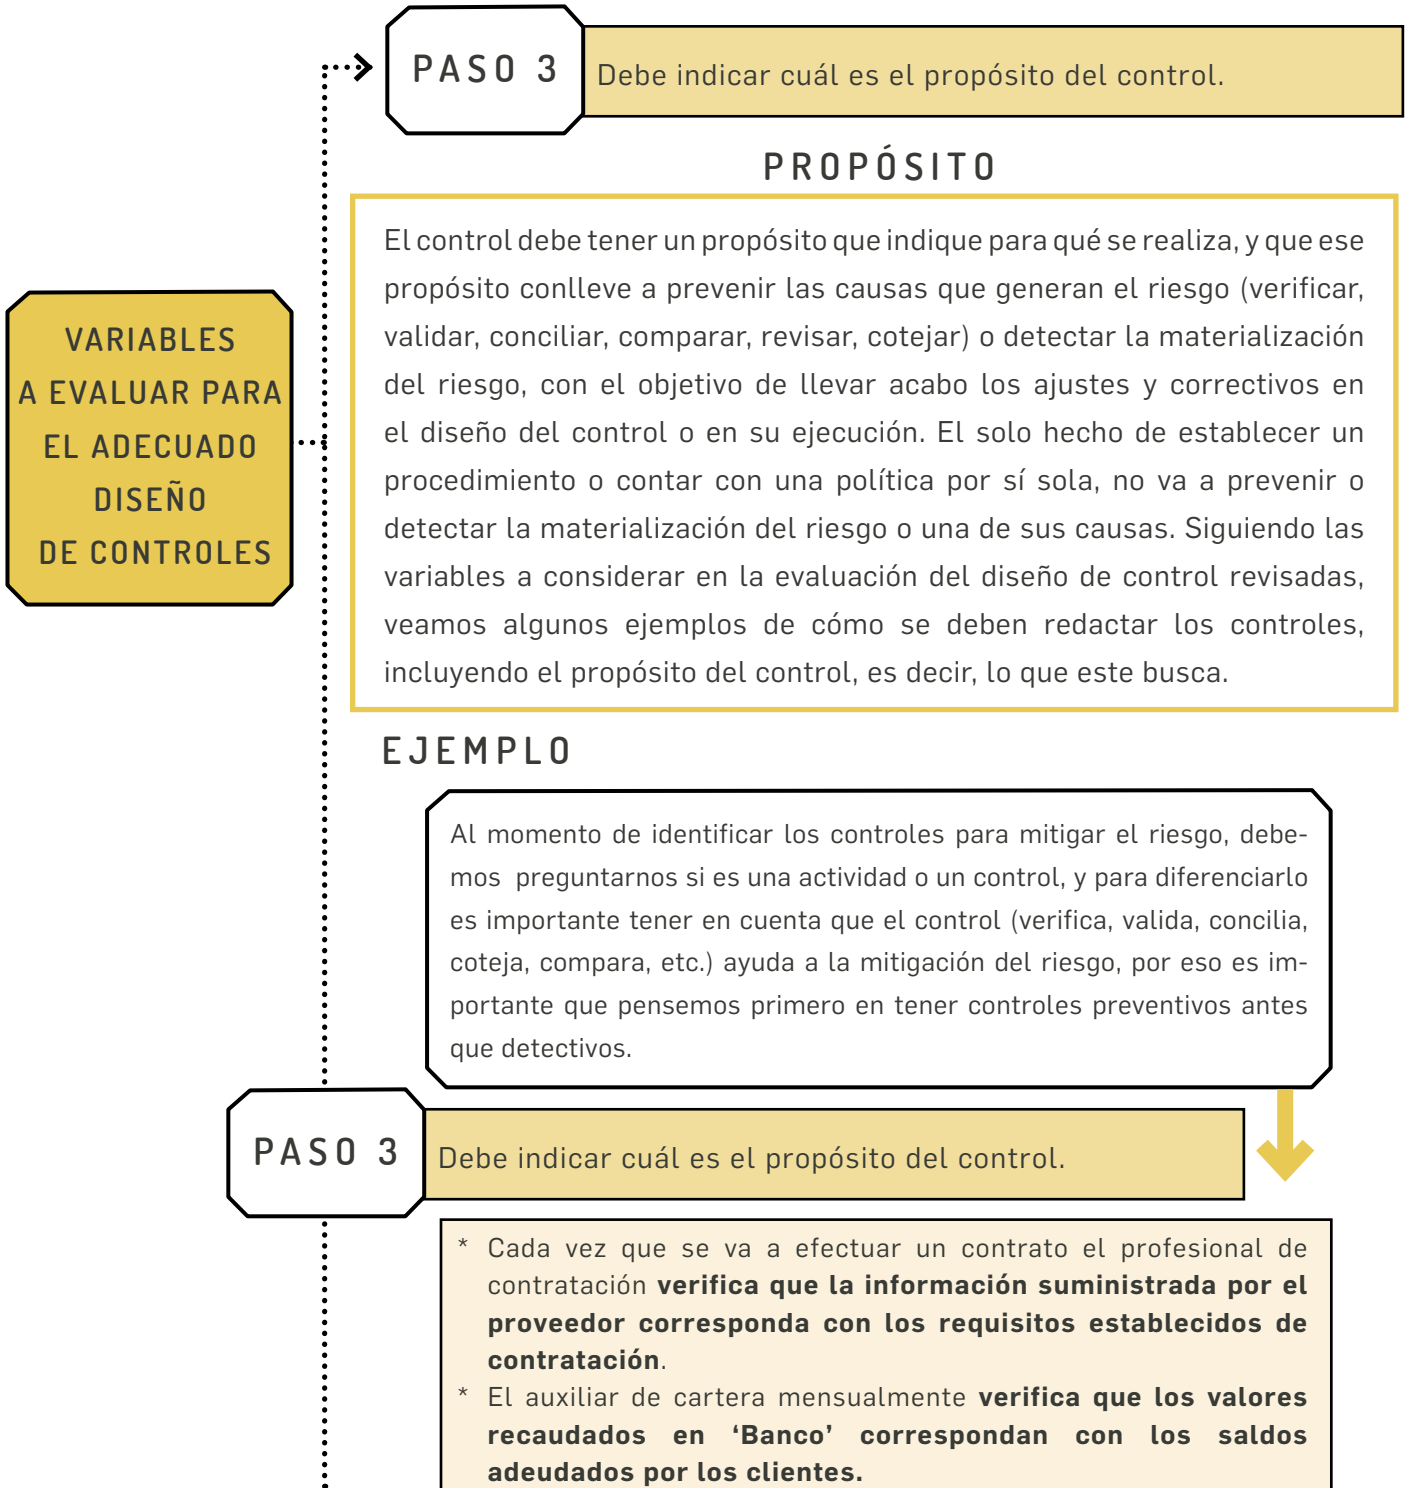 PASO 3
Debe indicar cuál es el propósito del control.
PROPÓSITO
El control debe tener un propósito que indique para qué se realiza, y que ese
propósito conlleve a prevenir las causas que generan el riesgo (verificar,
validar, conciliar, comparar, revisar, cotejar) o detectar la materialización
del riesgo, con el objetivo de llevar acabo los ajustes y correctivos en
el diseño del control o en su ejecución. El solo hecho de establecer un
procedimiento o contar con una política por sí sola, no va a prevenir o
detectar la materialización del riesgo o una de sus causas. Siguiendo las
variables a considerar en la evaluación del diseño de control revisadas,
veamos algunos ejemplos de cómo se deben redactar los controles,
incluyendo el propósito del control, es decir, lo que este busca.
VARIABLES
A EVALUAR PARA
EL ADECUADO
DISEÑO
DE CONTROLES
EJEMPLO
Al momento de identificar los controles para mitigar el riesgo, debe-
mos preguntarnos si es una actividad o un control, y para diferenciarlo
es importante tener en cuenta que el control (verifica, valida, concilia,
coteja, compara, etc.) ayuda a la mitigación del riesgo, por eso es im-
portante que pensemos primero en tener controles preventivos antes
que detectivos.
PASO 3
Debe indicar cuál es el propósito del control.
* Cada vez que se va a efectuar un contrato el profesional de
contratación verifica que la información suministrada por el
proveedor corresponda con los requisitos establecidos de
contratación.
* El auxiliar de cartera mensualmente verifica que los valores
recaudados en ‘Banco’ correspondan con los saldos
adeudados por los clientes.